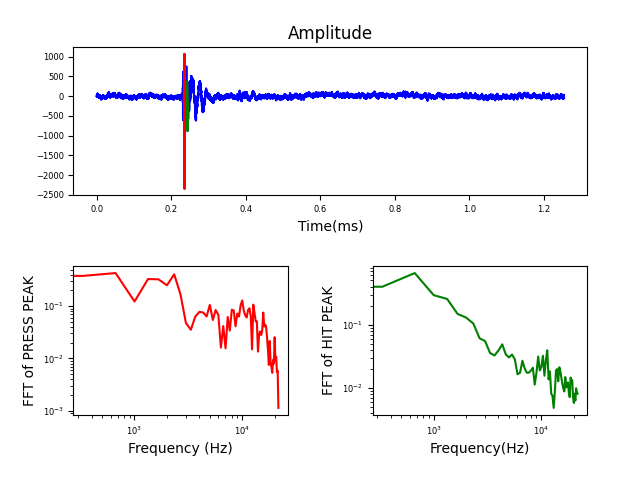 Amplitude
1000
500
0
−500
−1000
−1500
−2000
−2500
0.0 0.2 0.4 0.6 0.8 1.0 1.2
Time(ms)
FFT of PRESS PEAK
10⁻¹
10⁻²
10⁻³
10³ 10⁴
Frequency (Hz)
FFT of HIT PEAK
10⁻¹
10⁻²
10³ 10⁴
Frequency(Hz)